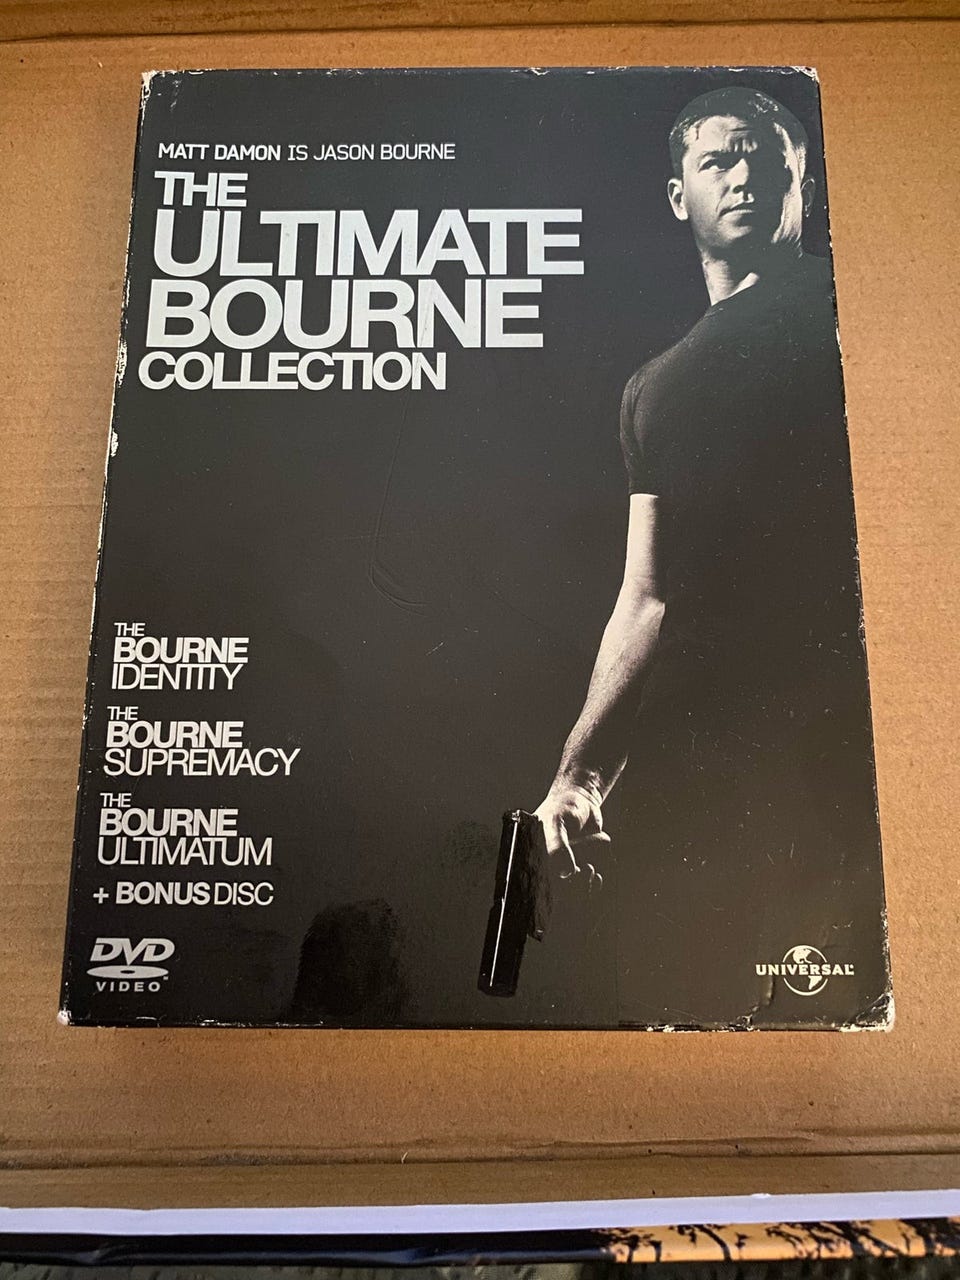 MATT DAMON IS JASON BOURNE
THE
ULTIMATE
BOURNE
COLLECTION
THE
BOURNE
IDENTITY
THE
BOURNE
SUPREMACY
THE
BOURNE
ULTIMATUM
+ BONUS DISC
DVD
VIDEO™
UNIVERSAL